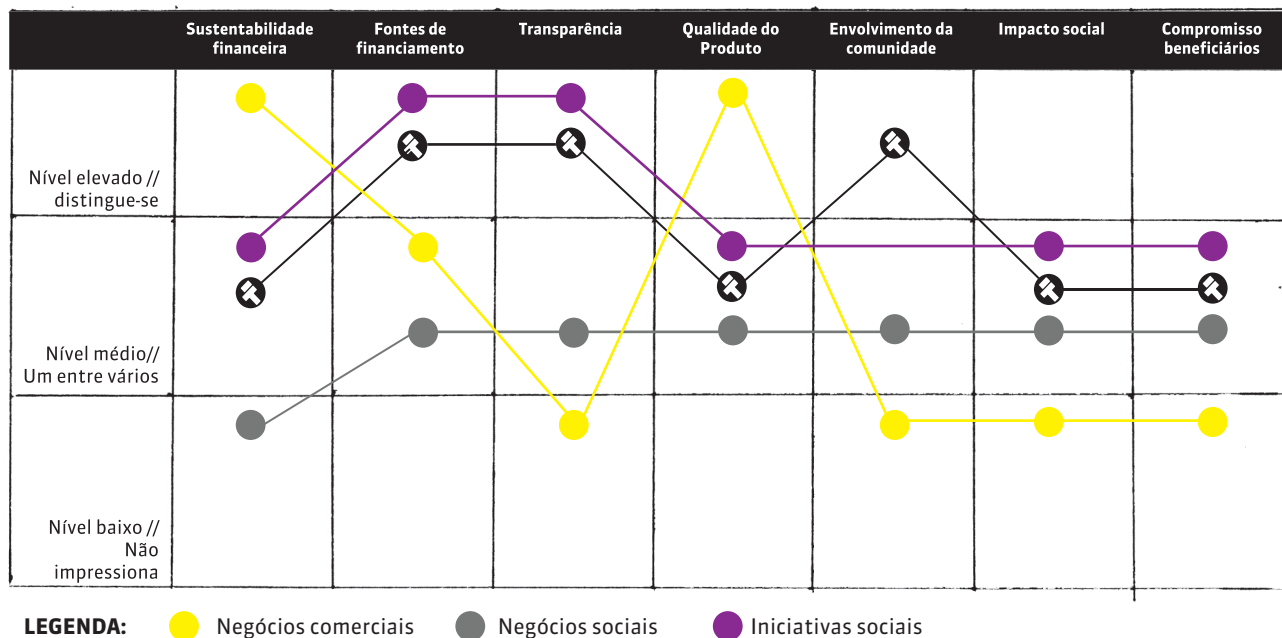 Sustentabilidade
financeira
Fontes de
financiamento
Transparência
Qualidade do
Produto
Envolvimento da
comunidade
Impacto social
Compromisso
beneficiários
Nível elevado //
distingue-se
Nível médio//
Um entre vários
Nível baixo //
Não
impressiona
LEGENDA: Negócios comerciais Negócios sociais Iniciativas sociais